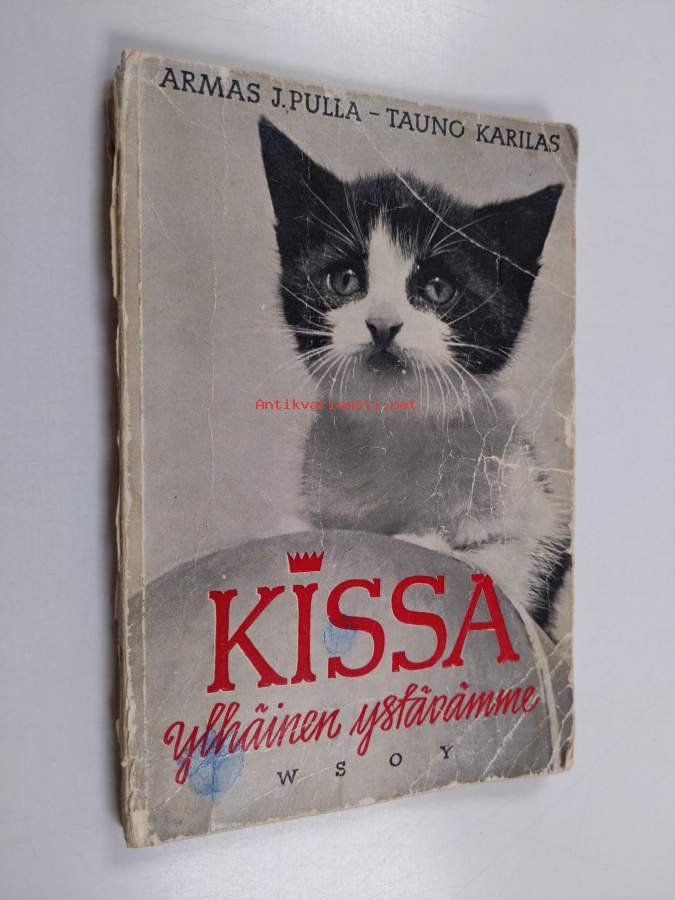 ARMAS J. PULLA – TAUNO KARILAS
Antikvariaatti.net
KISSA
ylhäinen ystävämme
WSOY